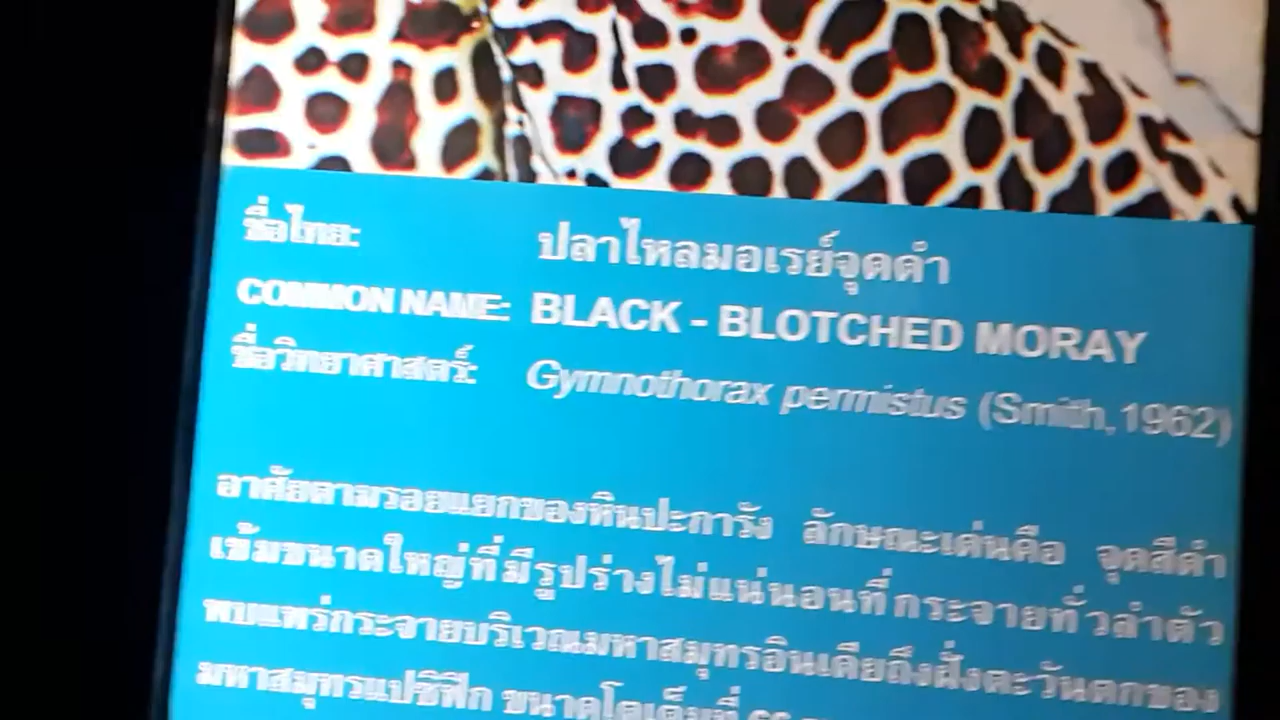 ชื่อไทย: ปลาไหลมอเรย์จุดดำ
COMMON NAME: BLACK - BLOTCHED MORAY
ชื่อวิทยาศาสตร์: Gymnothorax permistus (Smith, 1962)
อาศัยตามรอยแยกของหินปะการัง ลักษณะเด่นคือ จุดสีดำ
เข้มขนาดใหญ่ที่มีรูปร่างไม่แน่นอนที่กระจายทั่วลำตัว
พบแพร่กระจายบริเวณมหาสมุทรอินเดียถึงฝั่งตะวันตกของ
มหาสมุทรแปซิฟิก ขนาดโตเต็มที่